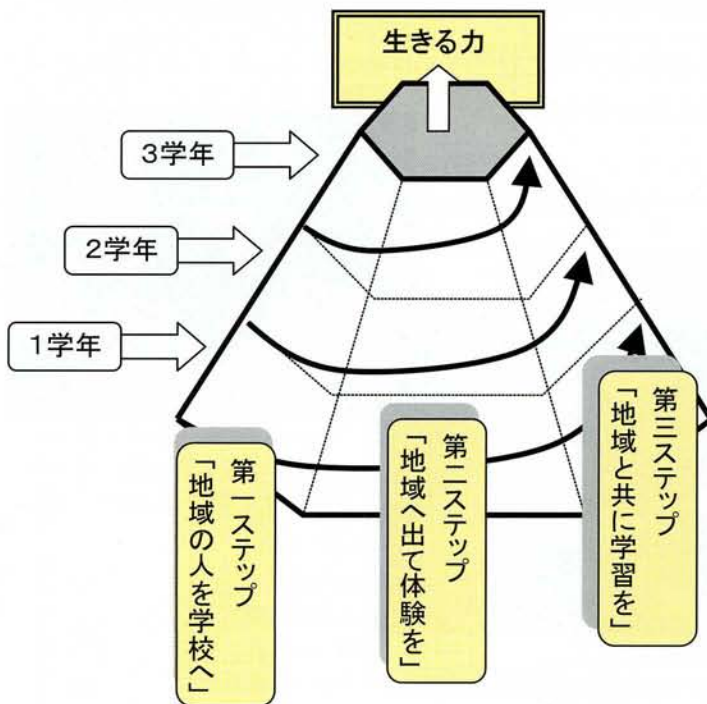 生きる力
3学年
2学年
1学年
第一ステップ
「地域の人を学校へ」
第二ステップ
「地域へ出て体験を」
第三ステップ
「地域と共に学習を」